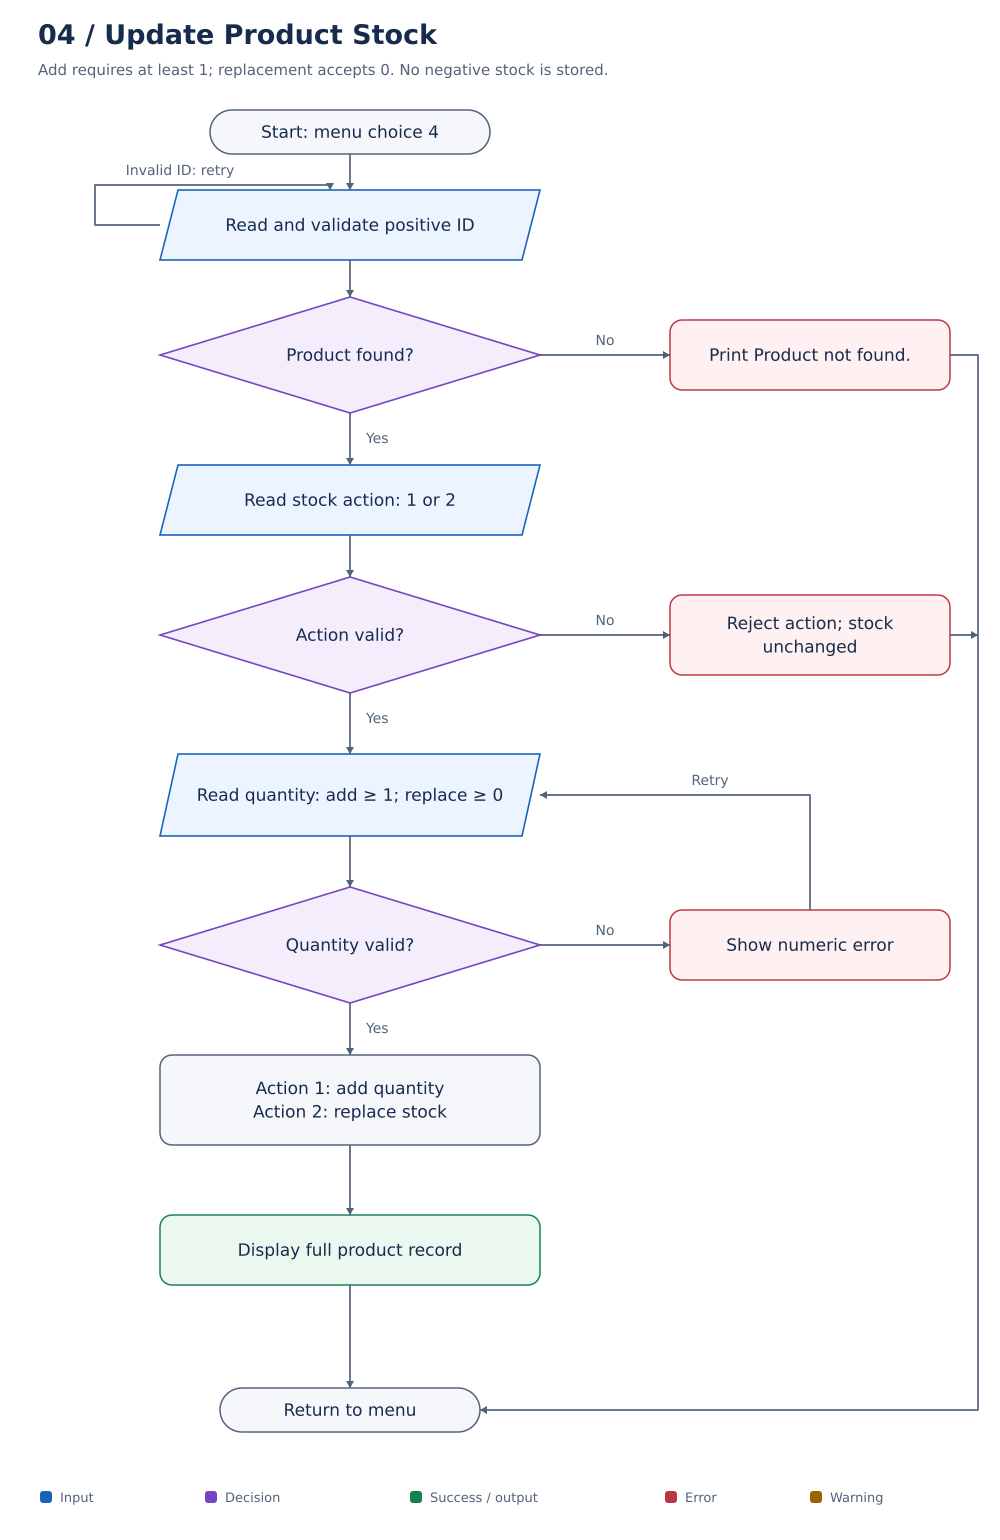 04 / Update Product Stock
Add requires at least 1; replacement accepts 0. No negative stock is stored.
Start: menu choice 4
Invalid ID: retry
Read and validate positive ID
Product found?
No
Print Product not found.
Yes
Read stock action: 1 or 2
Action valid?
No
Reject action; stock
unchanged
Yes
Retry
Read quantity: add ≥ 1; replace ≥ 0
Quantity valid?
No
Show numeric error
Yes
Action 1: add quantity
Action 2: replace stock
Display full product record
Return to menu
Input
Decision
Success / output
Error
Warning